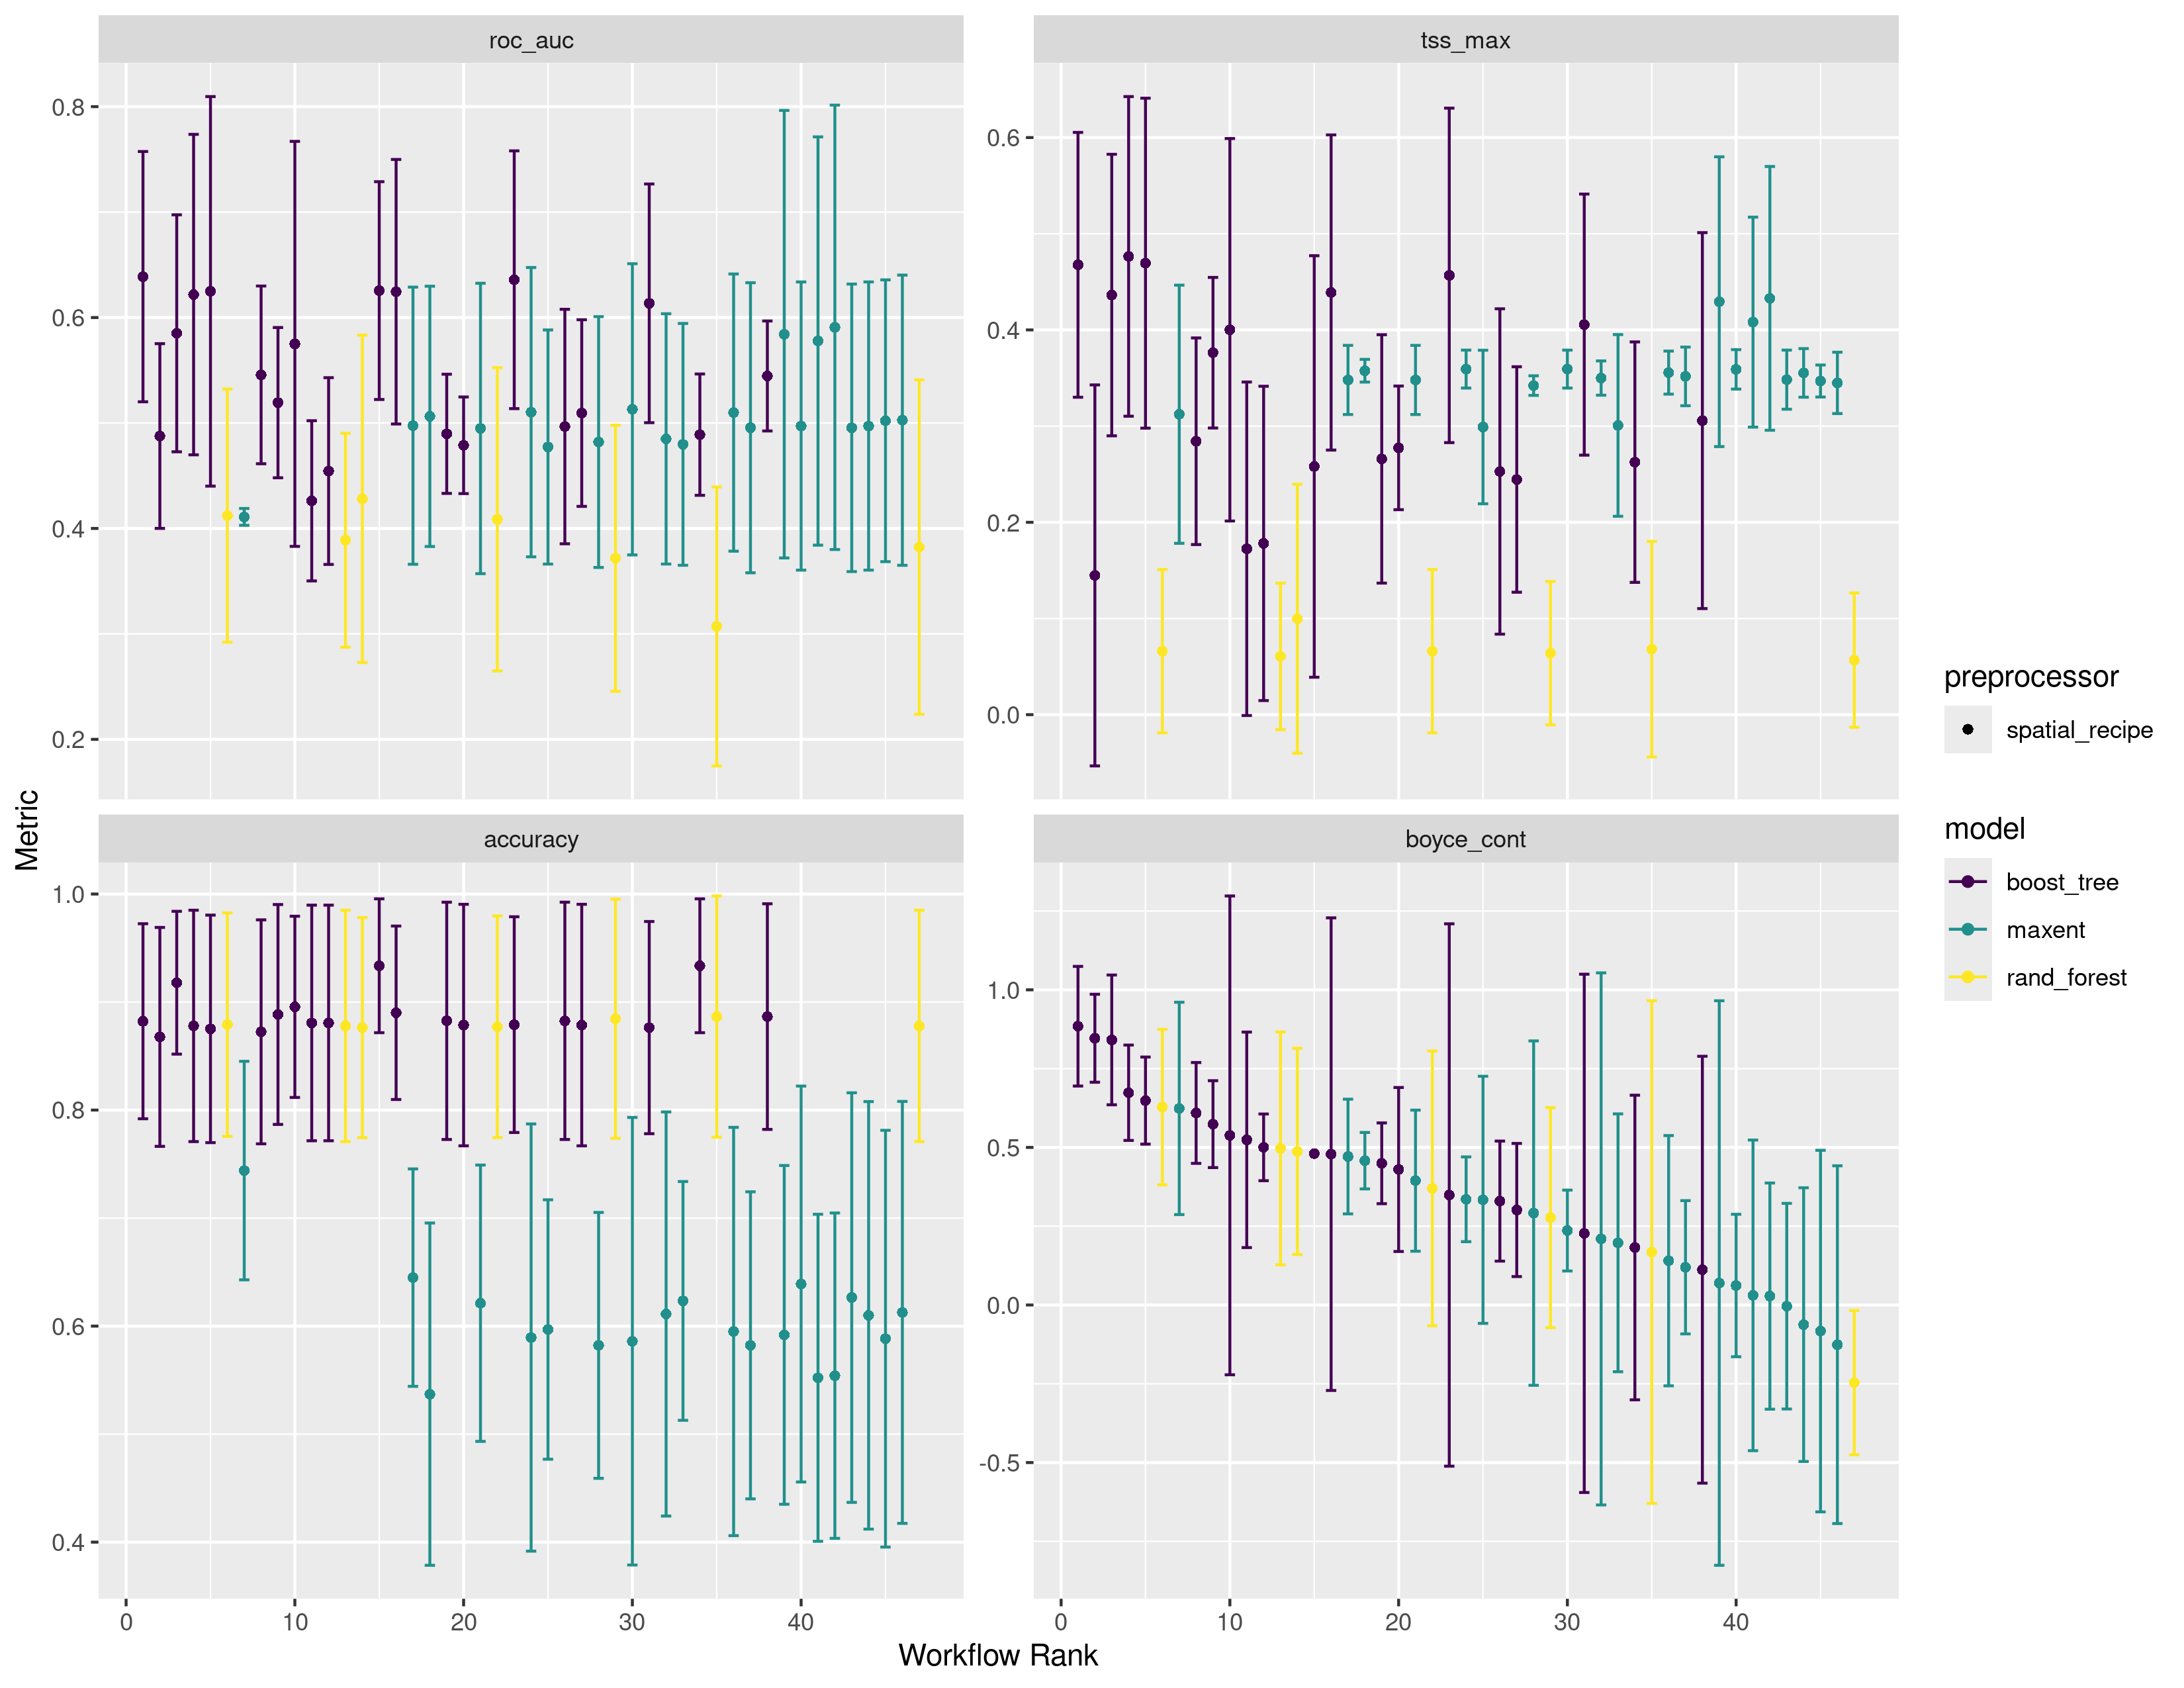 roc_auc
tss_max
0.8
0.6
0.4
0.2
0.6
0.4
0.2
0.0
accuracy
boyce_cont
1.0
0.8
0.6
0.4
1.0
0.5
0.0
-0.5
0 10 20 30 40
0 10 20 30 40
Workflow Rank
Metric
preprocessor
spatial_recipe
model
boost_tree
maxent
rand_forest